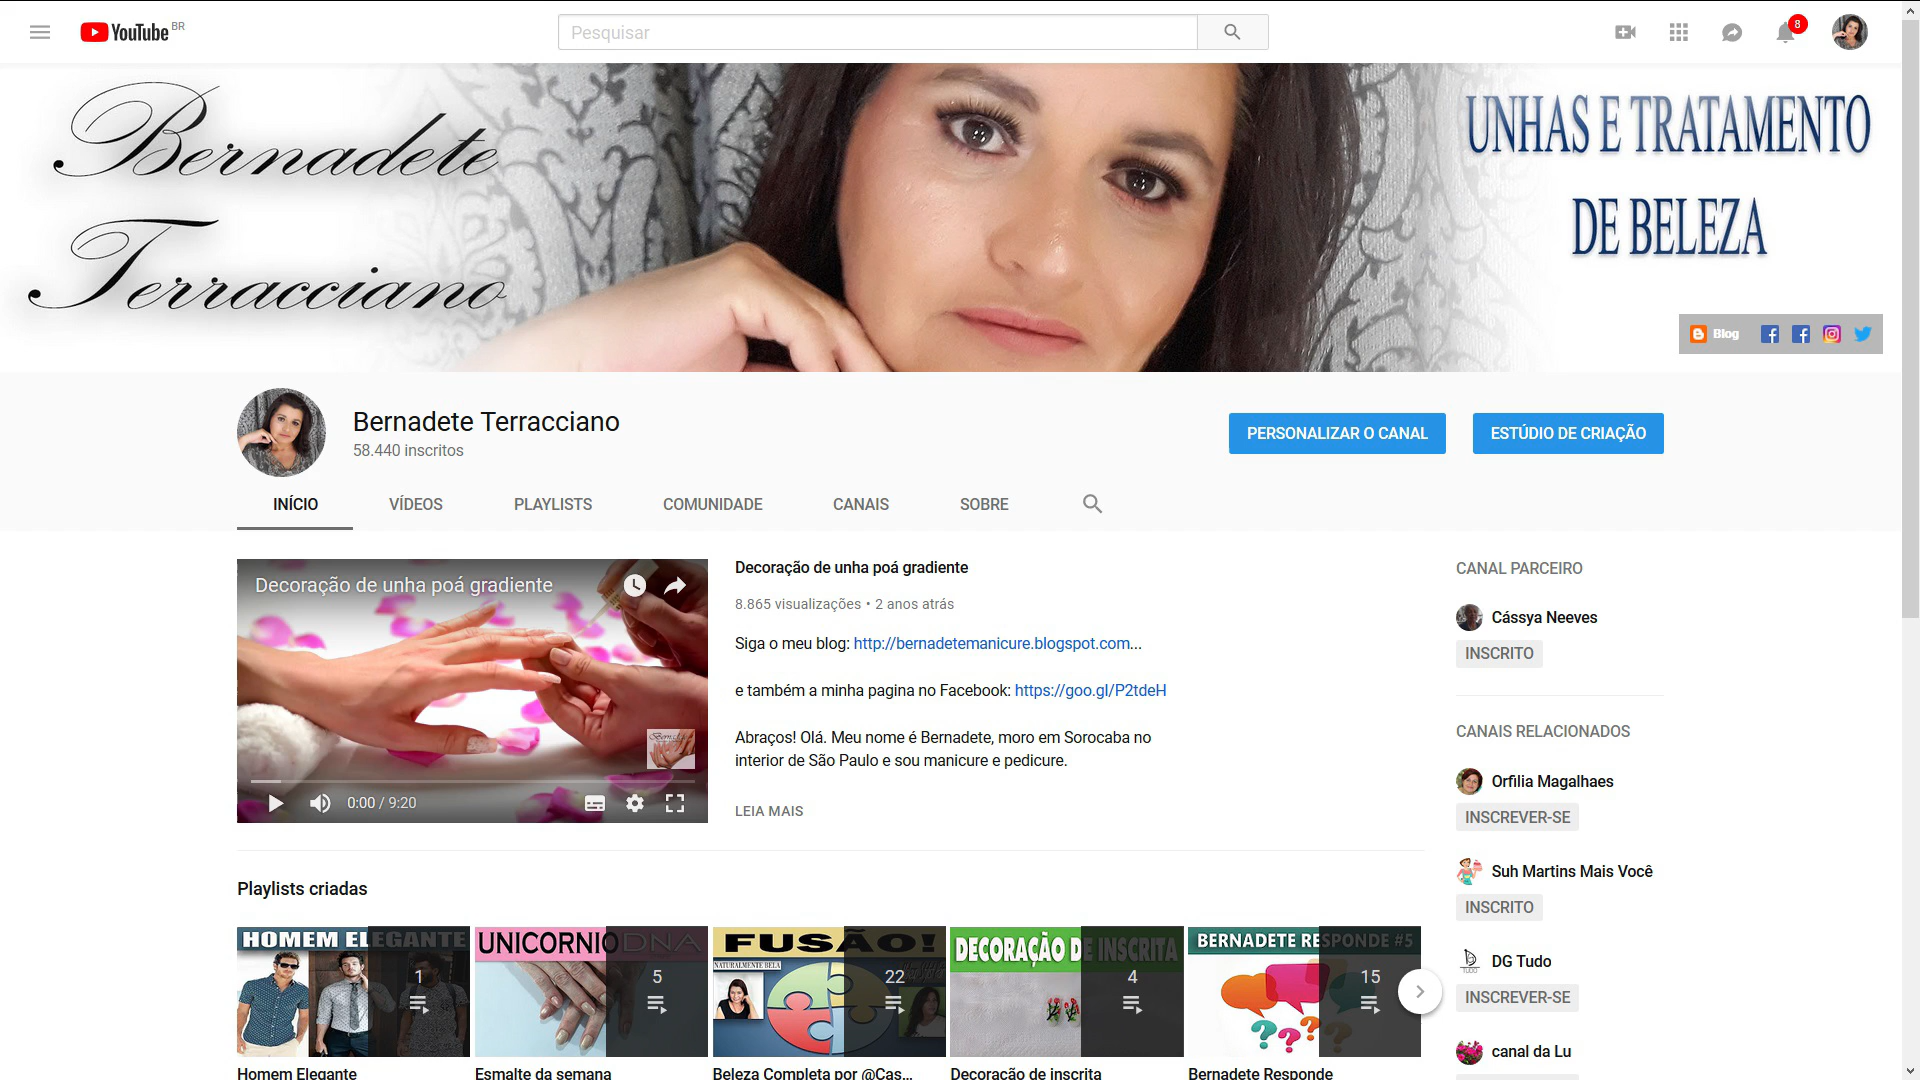 YouTube BR
Pesquisar
8
Bernadete
Terracciano
UNHAS E TRATAMENTO
DE BELEZA
Blog
Bernadete Terracciano
58.440 inscritos
PERSONALIZAR O CANAL
ESTÚDIO DE CRIAÇÃO
INÍCIO
VÍDEOS
PLAYLISTS
COMUNIDADE
CANAIS
SOBRE
Decoração de unha poá gradiente
0:00 / 9:20
Decoração de unha poá gradiente
8.865 visualizações • 2 anos atrás
Siga o meu blog: http://bernadetemanicure.blogspot.com...
e também a minha pagina no Facebook: https://goo.gl/P2tdeH
Abraços! Olá. Meu nome é Bernadete, moro em Sorocaba no
interior de São Paulo e sou manicure e pedicure.
LEIA MAIS
CANAL PARCEIRO
Cássya Neeves
INSCRITO
CANAIS RELACIONADOS
Orfilia Magalhaes
INSCREVER-SE
Suh Martins Mais Você
INSCRITO
DG Tudo
INSCREVER-SE
canal da Lu
Playlists criadas
HOMEM ELEGANTE
1
Homem Elegante
UNICORNIO DNA
5
Esmalte da semana
FUSÃO!
NATURALMENTE BELA
22
Beleza Completa por @Cas...
DECORAÇÃO DE INSCRITA
4
Decoração de inscrita
BERNADETE RESPONDE #5
15
Bernadete Responde